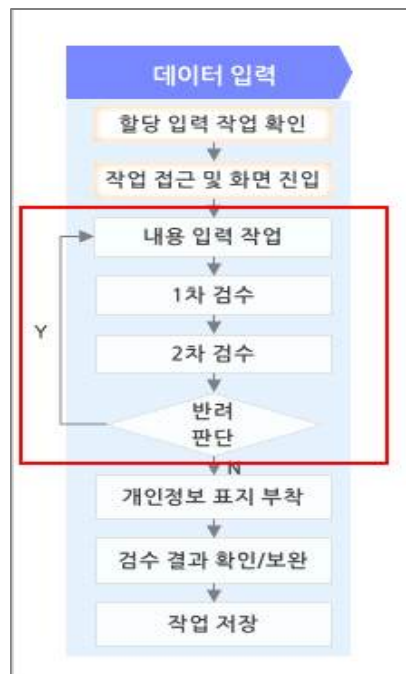 데이터 입력
할당 입력 작업 확인
작업 접근 및 화면 진입
내용 입력 작업
1차 검수
Y
2차 검수
반려
판단
N
개인정보 표지 부착
검수 결과 확인/보완
작업 저장